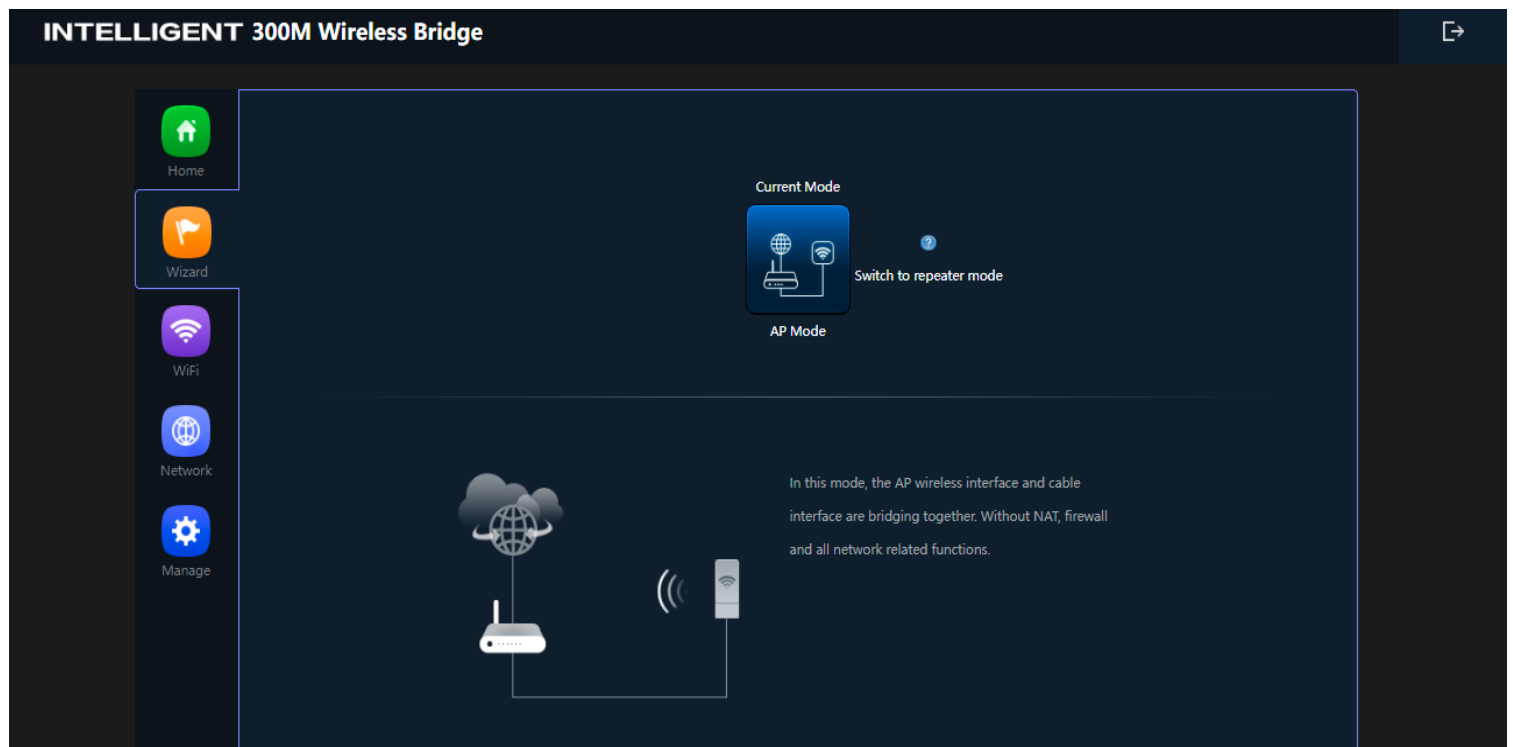 INTELLIGENT 300M Wireless Bridge
Home
Wizard
WiFi
Network
Manage
Current Mode
?
Switch to repeater mode
AP Mode
In this mode, the AP wireless interface and cable
interface are bridging together. Without NAT, firewall
and all network related functions.